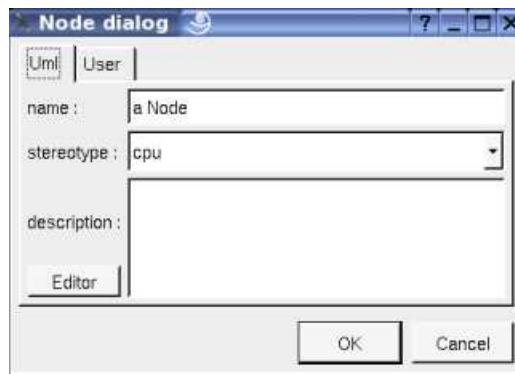 Node dialog
? _ X
Uml User
name : a Node
stereotype : cpu
description :
Editor
OK Cancel